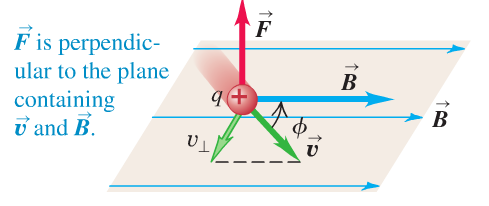 F⃗ is perpendic-
ular to the plane
containing
v⃗ and B⃗.
F⃗
q
+
B⃗
B⃗
ϕ
v⊥
v⃗